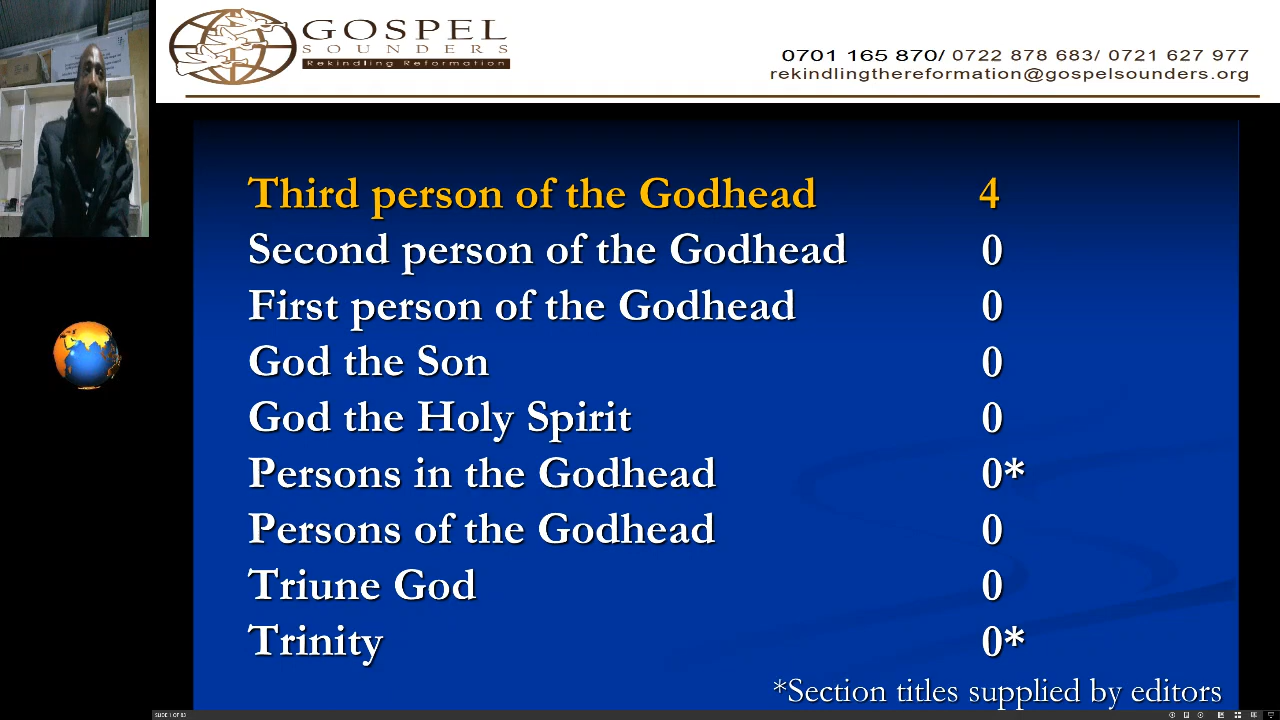 GOSPEL
SOUNDERS
Rekindling Reformation
0701 165 870/ 0722 878 683/ 0721 627 977
rekindlingthereformation@gospelsounders.org
Third person of the Godhead 4
Second person of the Godhead 0
First person of the Godhead 0
God the Son 0
God the Holy Spirit 0
Persons in the Godhead 0*
Persons of the Godhead 0
Triune God 0
Trinity 0*
*Section titles supplied by editors